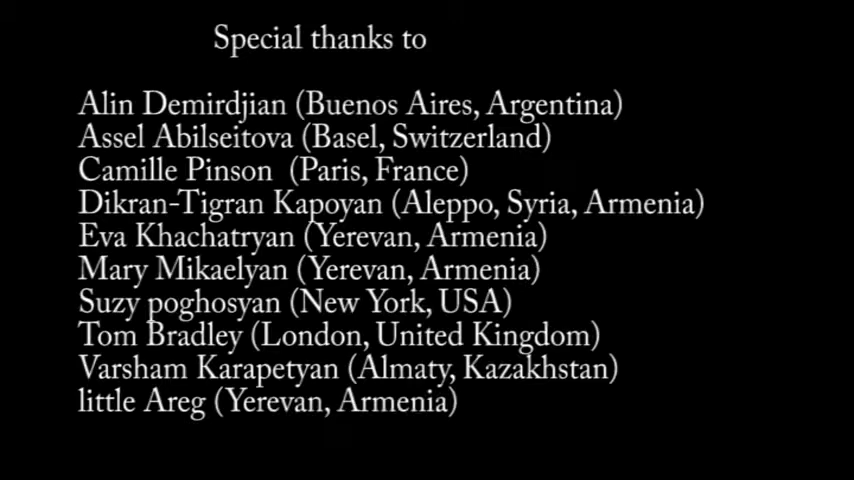 Special thanks to
Alin Demirdjian (Buenos Aires, Argentina)
Assel Abilseitova (Basel, Switzerland)
Camille Pinson (Paris, France)
Dikran-Tigran Kapoyan (Aleppo, Syria, Armenia)
Eva Khachatryan (Yerevan, Armenia)
Mary Mikaelyan (Yerevan, Armenia)
Suzy poghosyan (New York, USA)
Tom Bradley (London, United Kingdom)
Varsham Karapetyan (Almaty, Kazakhstan)
little Areg (Yerevan, Armenia)